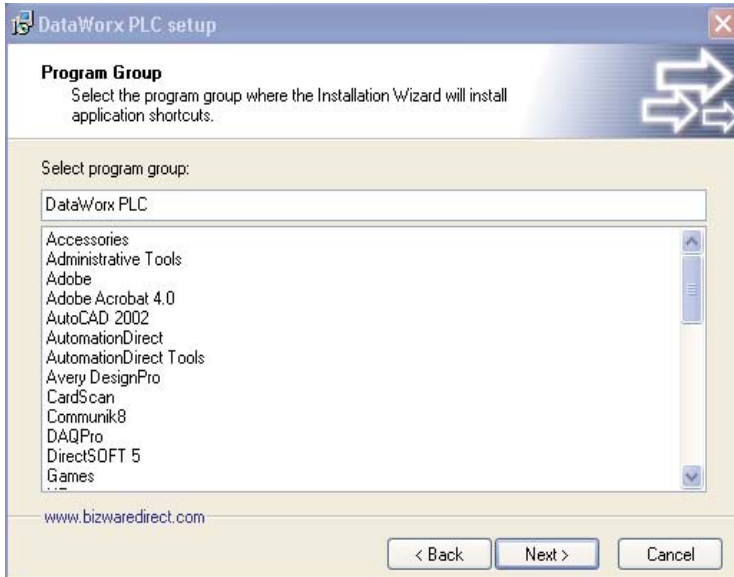 DataWorx PLC setup
Program Group
Select the program group where the Installation Wizard will install
application shortcuts.
Select program group:
DataWorx PLC
Accessories
Administrative Tools
Adobe
Adobe Acrobat 4.0
AutoCAD 2002
AutomationDirect
AutomationDirect Tools
Avery DesignPro
CardScan
Communik8
DAQPro
DirectSOFT 5
Games
www.bizwaredirect.com
< Back
Next >
Cancel